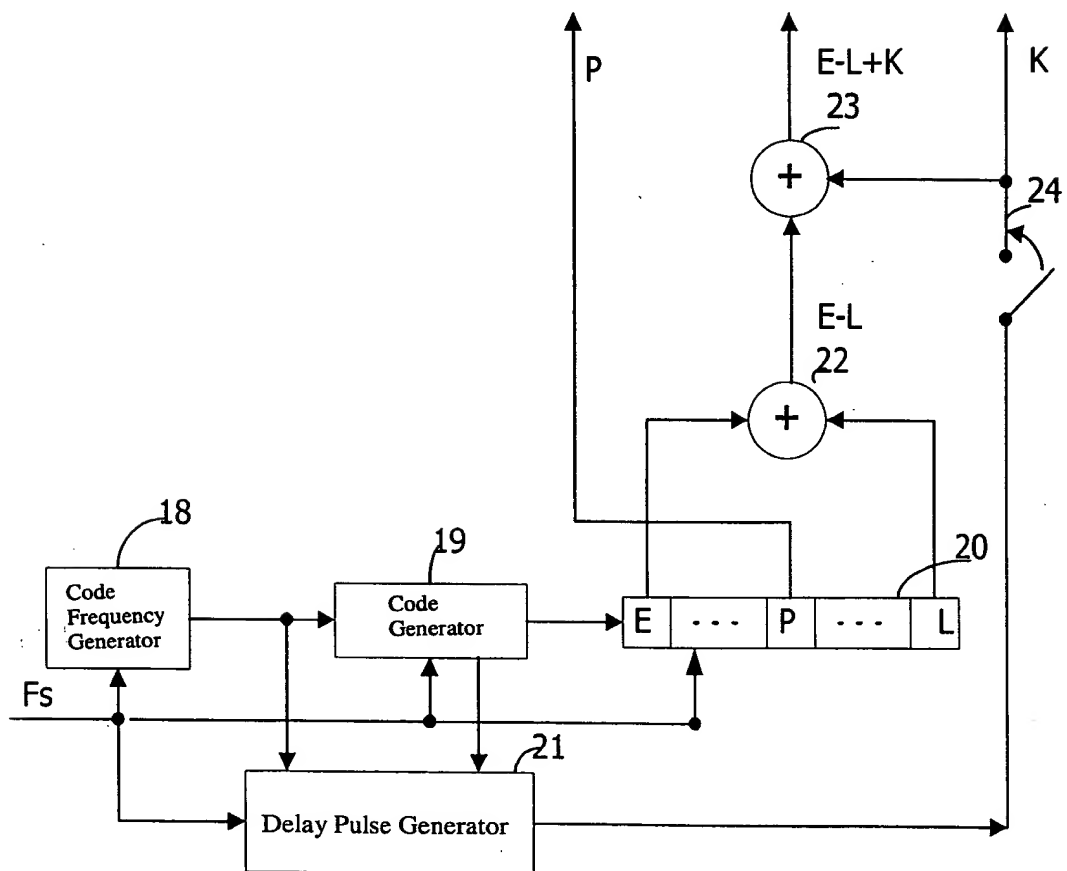 P
E-L+K
23
K
+
24
E-L
22
+
18
19
20
Code
Frequency
Generator
Code
Generator
E
- - -
P
- - -
L
Fs
21
Delay Pulse Generator